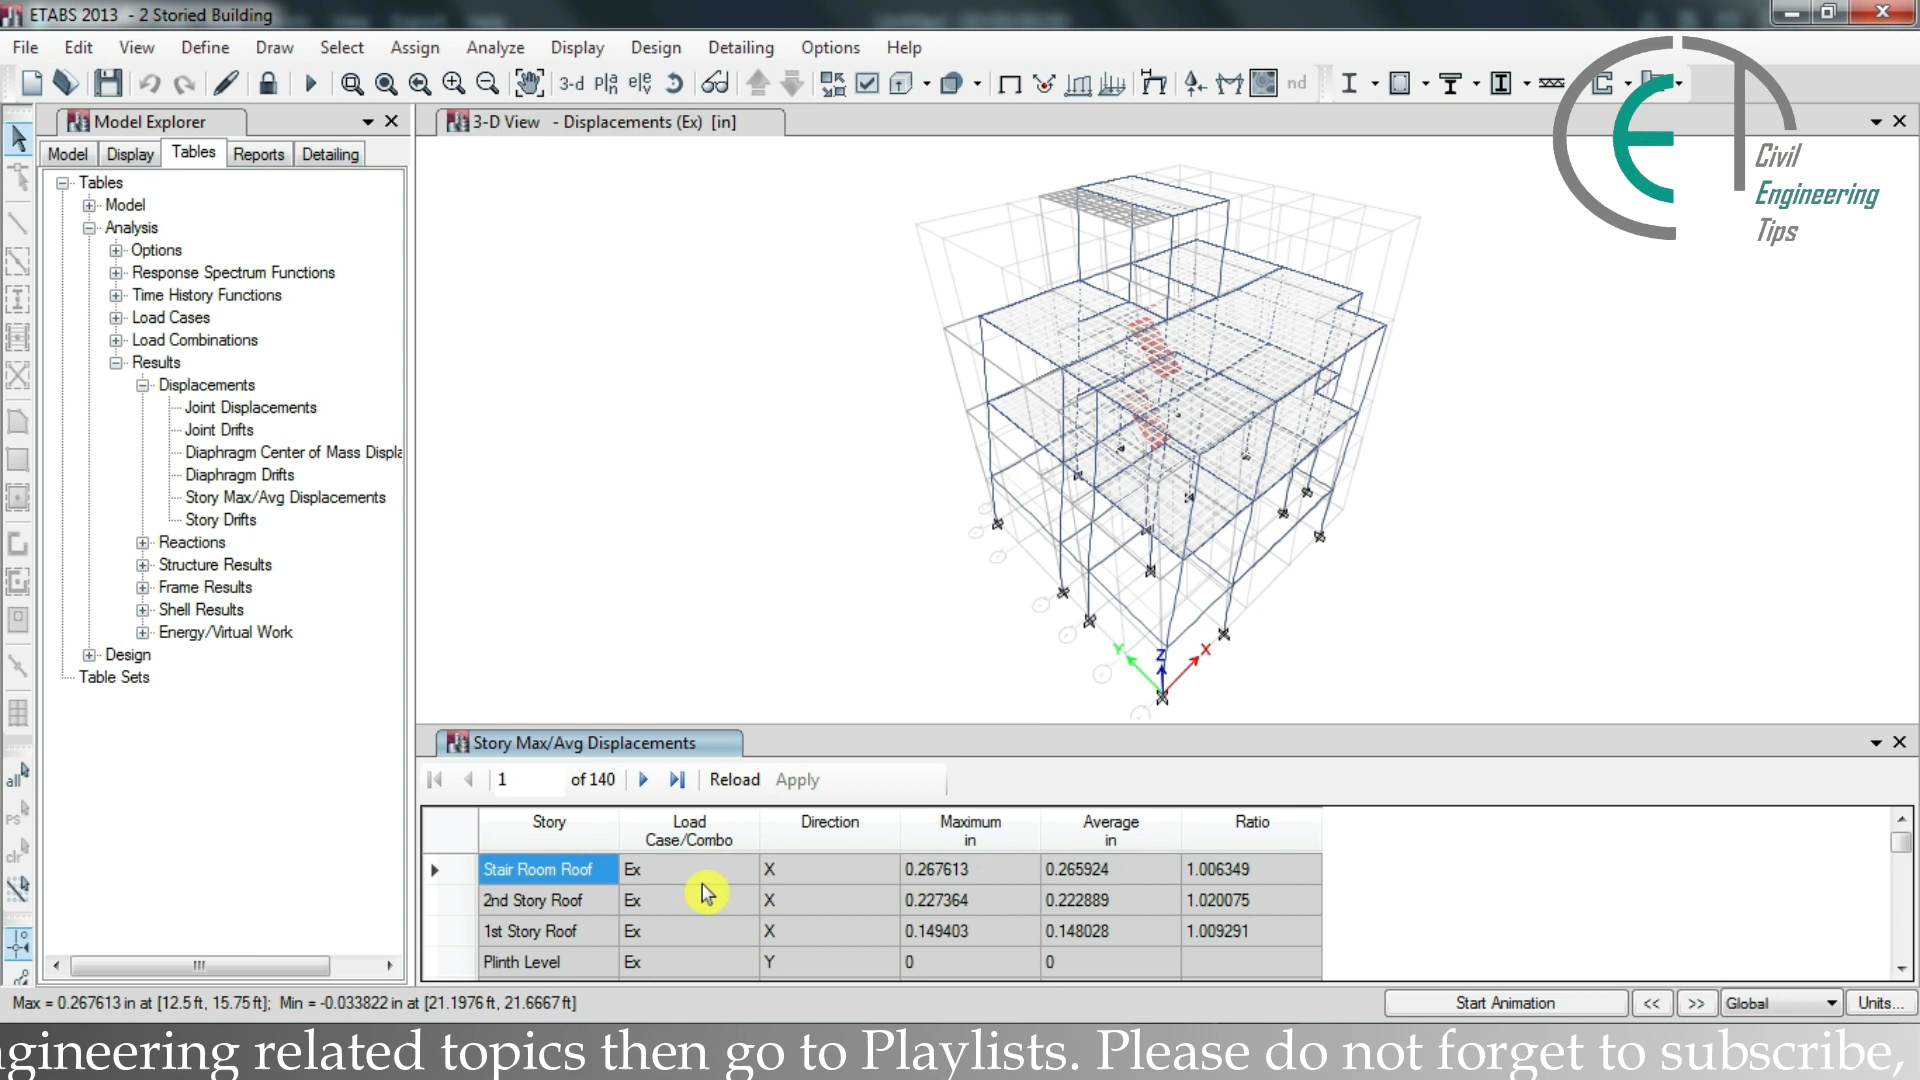 ETABS 2013 - 2 Storied Building
File Edit View Define Draw Select Assign Analyze Display Design Detailing Options Help
3-d pla ele nd
Model Explorer
3-D View - Displacements (Ex) [in]
Civil
Engineering
Tips
Model Display Tables Reports Detailing
Tables
Model
Analysis
Options
Response Spectrum Functions
Time History Functions
Load Cases
Load Combinations
Results
Displacements
Joint Displacements
Joint Drifts
Diaphragm Center of Mass Displa
Diaphragm Drifts
Story Max/Avg Displacements
Story Drifts
Reactions
Structure Results
Frame Results
Shell Results
Energy/Virtual Work
Design
Table Sets
all
ps
clr
Y Z X
Story Max/Avg Displacements
1 of 140 Reload Apply
Story Load Case/Combo Direction Maximum in Average in Ratio
Stair Room Roof Ex X 0.267613 0.265924 1.006349
2nd Story Roof Ex X 0.227364 0.222889 1.020075
1st Story Roof Ex X 0.149403 0.148028 1.009291
Plinth Level Ex Y 0 0
Max = 0.267613 in at [12.5 ft, 15.75 ft]; Min = -0.033822 in at [21.1976 ft, 21.6667 ft]
Start Animation << >> Global Units...
ngineering related topics then go to Playlists. Please do not forget to subscribe,